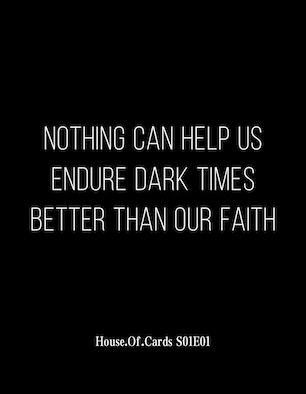 NOTHING CAN HELP US
ENDURE DARK TIMES
BETTER THAN OUR FAITH
House.Of.Cards S01E01